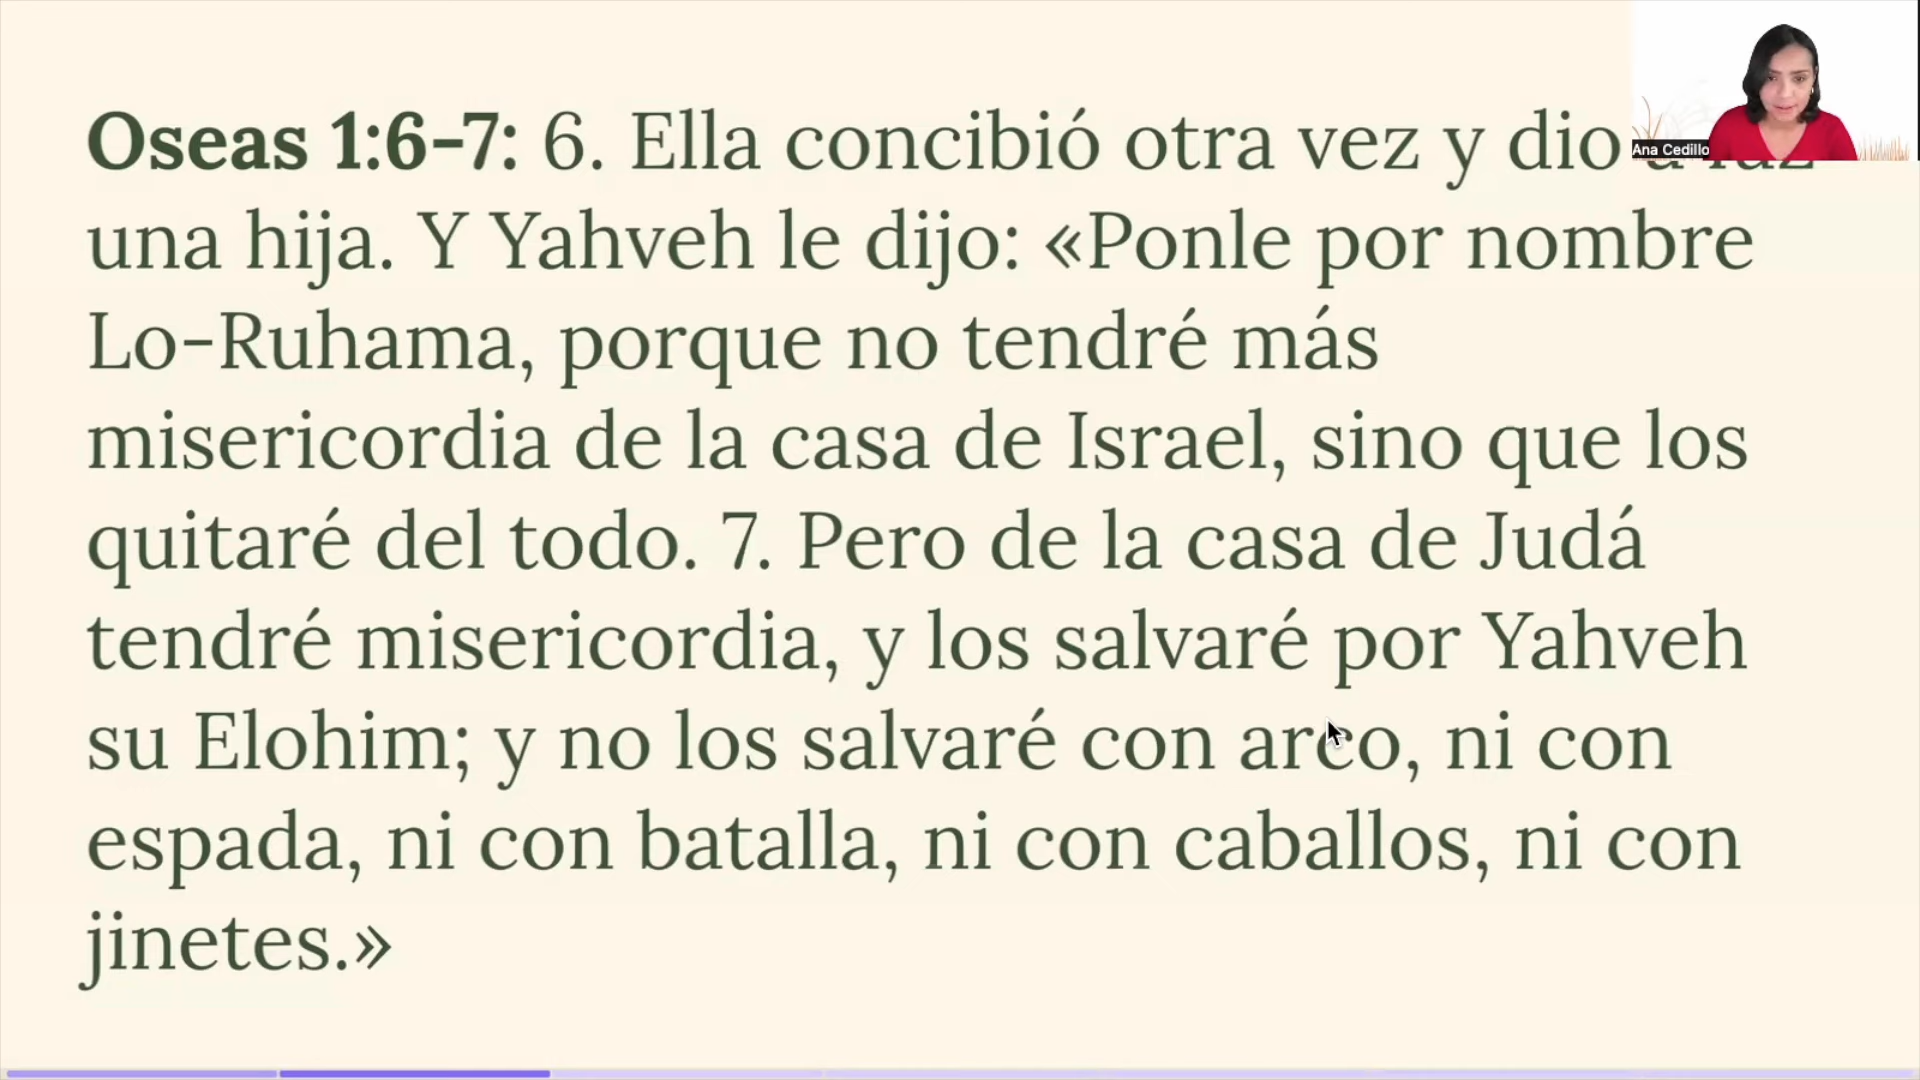 Oseas 1:6-7: 6. Ella concibió otra vez y dio
una hija. Y Yahveh le dijo: «Ponle por nombre
Lo-Ruhama, porque no tendré más
misericordia de la casa de Israel, sino que los
quitaré del todo. 7. Pero de la casa de Judá
tendré misericordia, y los salvaré por Yahveh
su Elohim; y no los salvaré con arco, ni con
espada, ni con batalla, ni con caballos, ni con
jinetes.»
Ana Cedillo